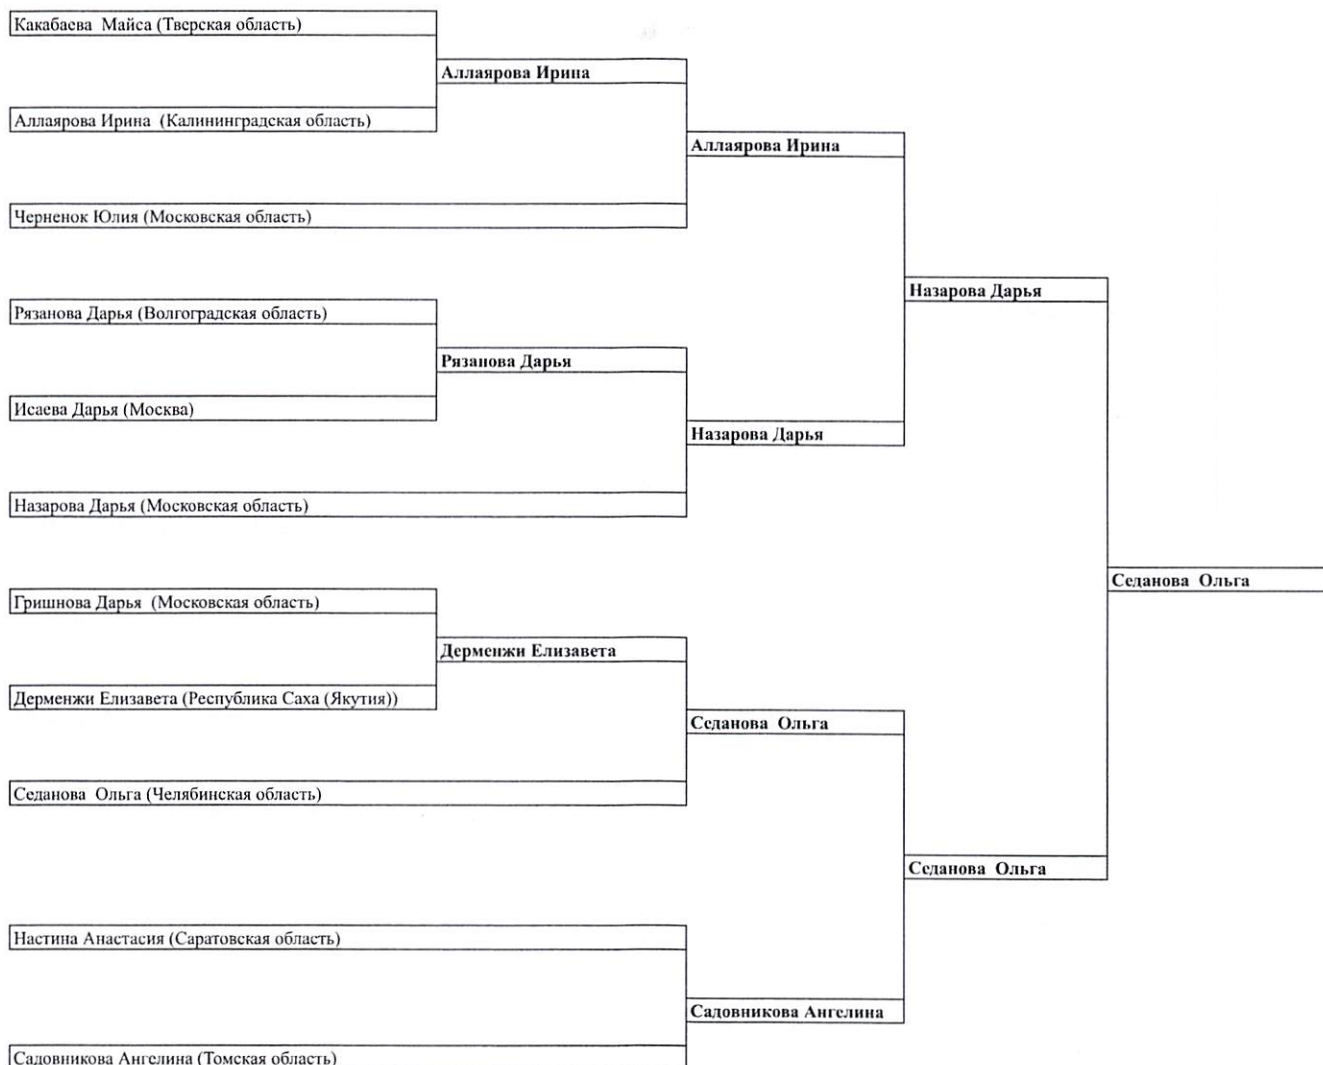 Какабаева  Майса (Тверская область)
Аллаярова Ирина
Аллаярова Ирина  (Калининградская область)
Аллаярова Ирина
Черненок Юлия (Московская область)
Назарова Дарья
Рязанова Дарья (Волгоградская область)
Рязанова Дарья
Исаева Дарья (Москва)
Назарова Дарья
Назарова Дарья (Московская область)
Седанова  Ольга
Гришнова Дарья  (Московская область)
Дерменжи Елизавета
Дерменжи Елизавета (Республика Саха (Якутия))
Седанова  Ольга
Седанова  Ольга (Челябинская область)
Седанова  Ольга
Настина Анастасия (Саратовская область)
Садовникова Ангелина
Садовникова Ангелина (Томская область)